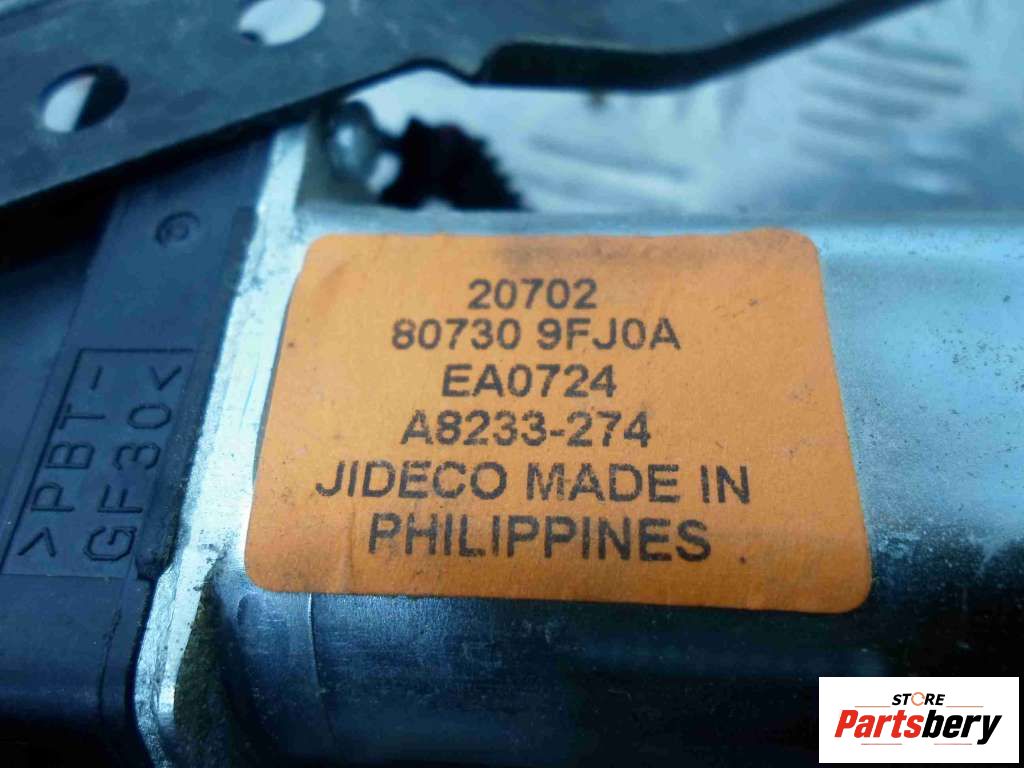 20702
80730 9FJ0A
EA0724
A8233-274
JIDECO MADE IN
PHILIPPINES
>PBT-
GF30<
STORE
Partsbery